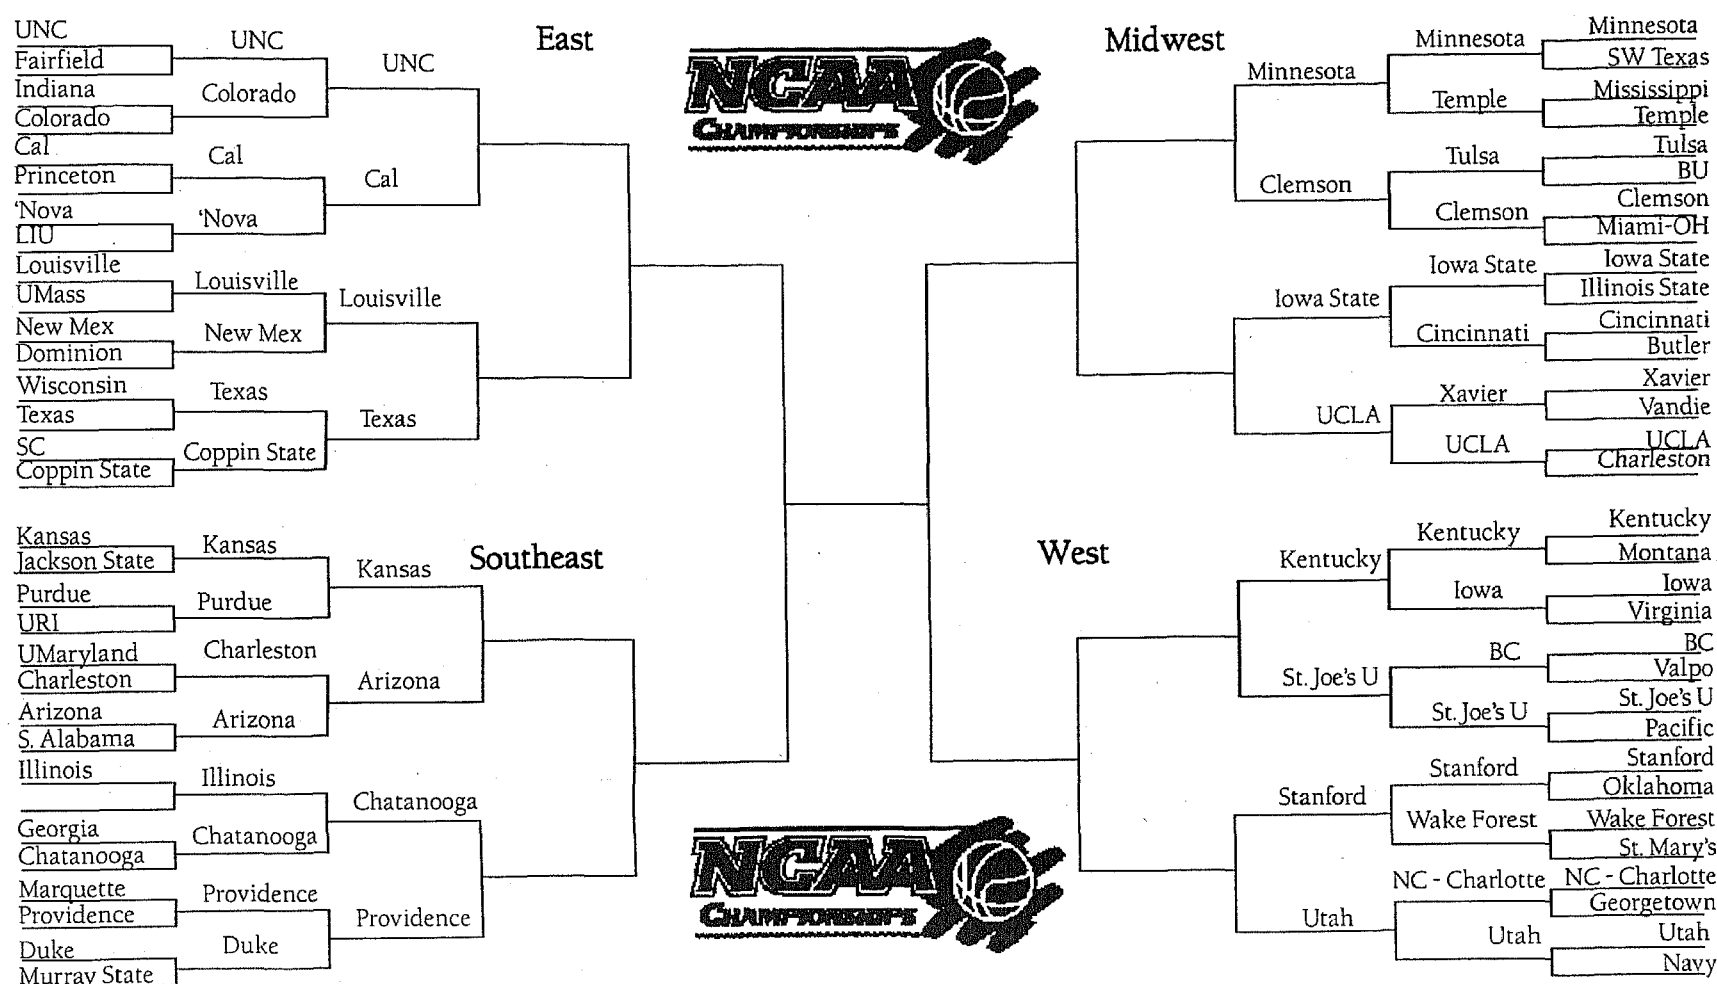 East
UNC
Fairfield
Indiana
Colorado
Cal
Princeton
‘Nova
LIU
Louisville
UMass
New Mex
Dominion
Wisconsin
Texas
SC
Coppin State
UNC
Colorado
Cal
‘Nova
Louisville
New Mex
Texas
Coppin State
UNC
Cal
Louisville
Texas
NCAA
CHAMPIONSHIPS
Midwest
Minnesota
Clemson
Iowa State
UCLA
Minnesota
Temple
Tulsa
Clemson
Iowa State
Cincinnati
Xavier
UCLA
Minnesota
SW Texas
Mississippi
Temple
Tulsa
BU
Clemson
Miami-OH
Iowa State
Illinois State
Cincinnati
Butler
Xavier
Vandie
UCLA
Charleston
Southeast
Kansas
Jackson State
Purdue
URI
UMaryland
Charleston
Arizona
S. Alabama
Illinois
Georgia
Chatanooga
Marquette
Providence
Duke
Murray State
Kansas
Purdue
Charleston
Arizona
Illinois
Chatanooga
Providence
Duke
Kansas
Arizona
Chatanooga
Providence
NCAA
CHAMPIONSHIPS
West
Kentucky
St. Joe's U
Stanford
Utah
Kentucky
Iowa
BC
St. Joe's U
Stanford
Wake Forest
NC - Charlotte
Utah
Kentucky
Montana
Iowa
Virginia
BC
Valpo
St. Joe's U
Pacific
Stanford
Oklahoma
Wake Forest
St. Mary's
NC - Charlotte
Georgetown
Utah
Navy